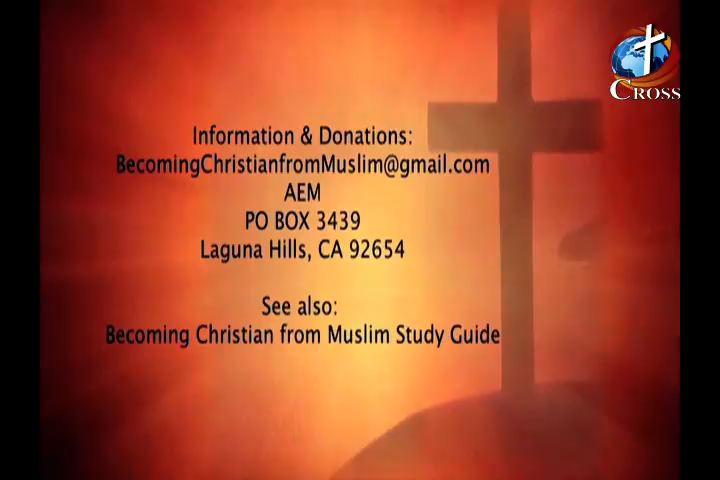 CROSS
Information & Donations:
BecomingChristianfromMuslim@gmail.com
AEM
PO BOX 3439
Laguna Hills, CA 92654
See also:
Becoming Christian from Muslim Study Guide